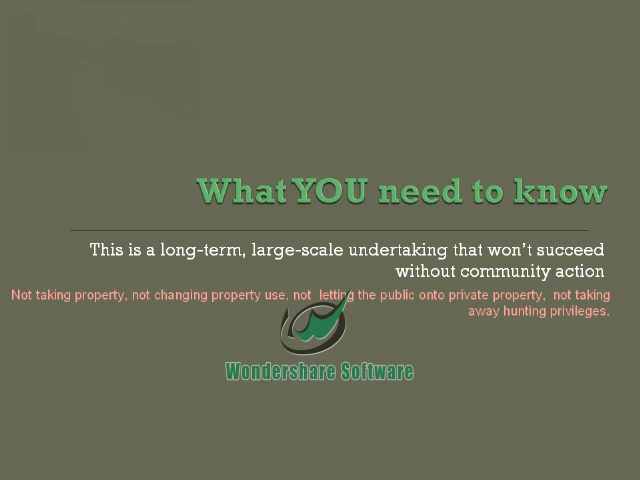 What YOU need to know
This is a long-term, large-scale undertaking that won’t succeed
without community action
Not taking property, not changing property use, not  letting the public onto private property,  not taking
away hunting privileges.
Wondershare Software